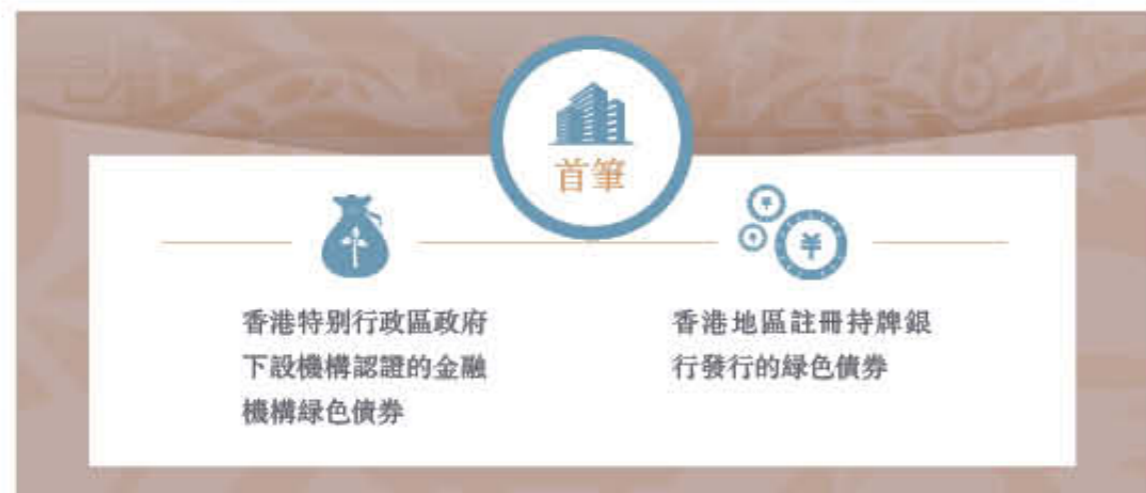 首筆
香港特別行政區政府
下設機構認證的金融
機構緑色債券
香港地區註冊持牌銀
行發行的緑色債券